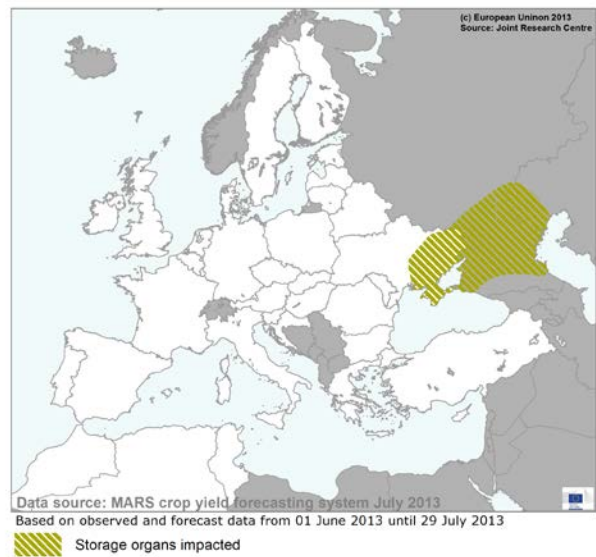 (c) European Uninon 2013
Source: Joint Research Centre
Data source: MARS crop yield forecasting system July 2013
Based on observed and forecast data from 01 June 2013 until 29 July 2013
Storage organs impacted